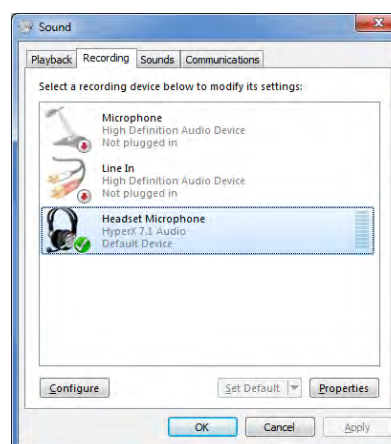 Sound
Playback Recording Sounds Communications
Select a recording device below to modify its settings:
Microphone
High Definition Audio Device
Not plugged in
Line In
High Definition Audio Device
Not plugged in
Headset Microphone
HyperX 7.1 Audio
Default Device
Configure Set Default Properties
OK Cancel Apply